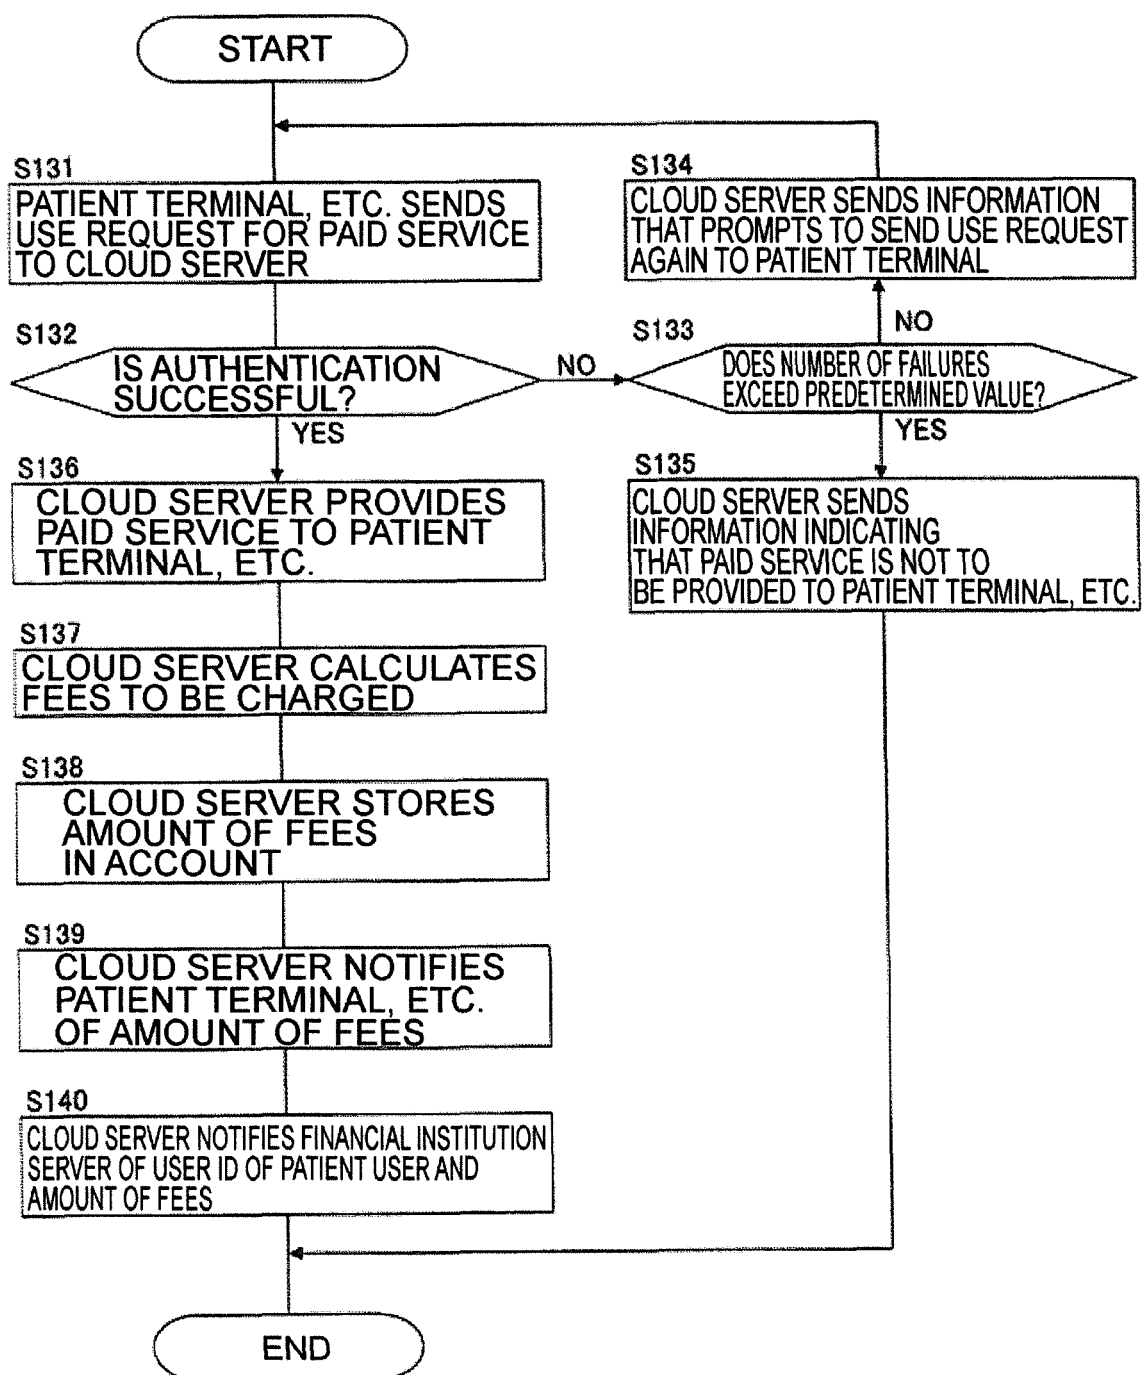 START
S131
PATIENT TERMINAL, ETC. SENDS
USE REQUEST FOR PAID SERVICE
TO CLOUD SERVER
S134
CLOUD SERVER SENDS INFORMATION
THAT PROMPTS TO SEND USE REQUEST
AGAIN TO PATIENT TERMINAL
S132
IS AUTHENTICATION
SUCCESSFUL?
NO
YES
S133
DOES NUMBER OF FAILURES
EXCEED PREDETERMINED VALUE?
NO
YES
S136
CLOUD SERVER PROVIDES
PAID SERVICE TO PATIENT
TERMINAL, ETC.
S135
CLOUD SERVER SENDS
INFORMATION INDICATING
THAT PAID SERVICE IS NOT TO
BE PROVIDED TO PATIENT TERMINAL, ETC.
S137
CLOUD SERVER CALCULATES
FEES TO BE CHARGED
S138
CLOUD SERVER STORES
AMOUNT OF FEES
IN ACCOUNT
S139
CLOUD SERVER NOTIFIES
PATIENT TERMINAL, ETC.
OF AMOUNT OF FEES
S140
CLOUD SERVER NOTIFIES FINANCIAL INSTITUTION
SERVER OF USER ID OF PATIENT USER AND
AMOUNT OF FEES
END